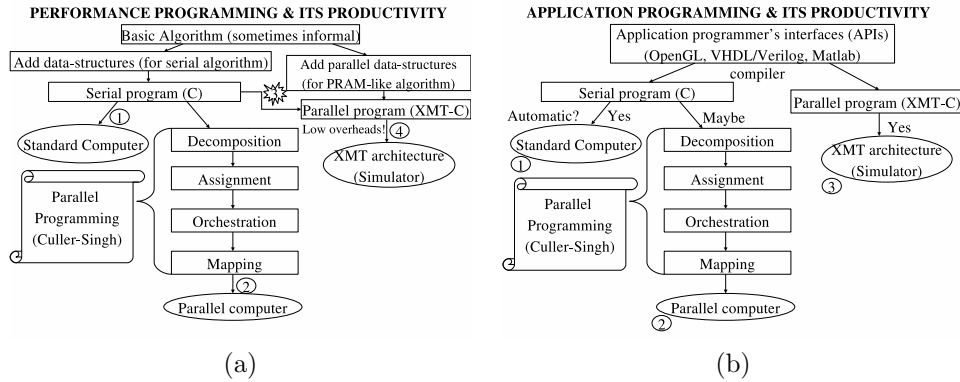 PERFORMANCE PROGRAMMING & ITS PRODUCTIVITY
Basic Algorithm (sometimes informal)
Add data-structures (for serial algorithm)
Add parallel data-structures
(for PRAM-like algorithm)
Serial program (C)
3
Parallel program (XMT-C)
1
Low overheads!
4
Standard Computer
Decomposition
XMT architecture
(Simulator)
Assignment
Parallel
Programming
(Culler-Singh)
Orchestration
Mapping
2
Parallel computer
(a)
APPLICATION PROGRAMMING & ITS PRODUCTIVITY
Application programmer's interfaces (APIs)
(OpenGL, VHDL/Verilog, Matlab)
compiler
Serial program (C)
Parallel program (XMT-C)
Automatic?
Yes
Maybe
Yes
Standard Computer
1
Decomposition
XMT architecture
(Simulator)
3
Assignment
Parallel
Programming
(Culler-Singh)
Orchestration
Mapping
Parallel computer
2
(b)